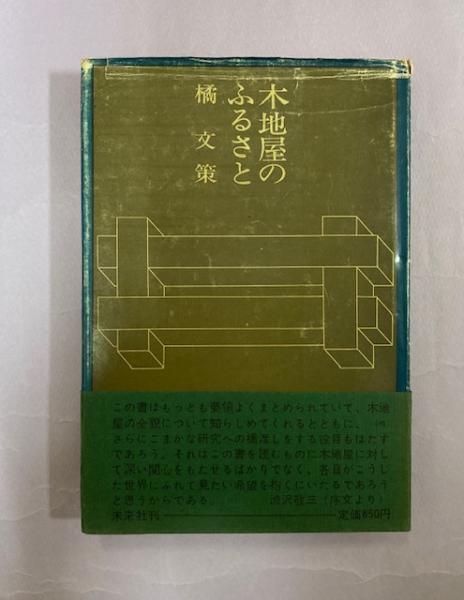 木地屋の
ふるさと
橘文策
この書はもっとも要領よくまとめられていて、木地
屋の全貌について知らしめてくれるとともに、
さらにこまかな研究への橋渡しをする役目もはたす
であろう。それはこの書を読むものに木地屋に対し
て深い関心をもたせるばかりでなく、各自がこうし
た世界にふれて見たい希望を抱くにいたるであろう
と思うからである。 渋沢敬三（序文より）
未来社刊 定価850円